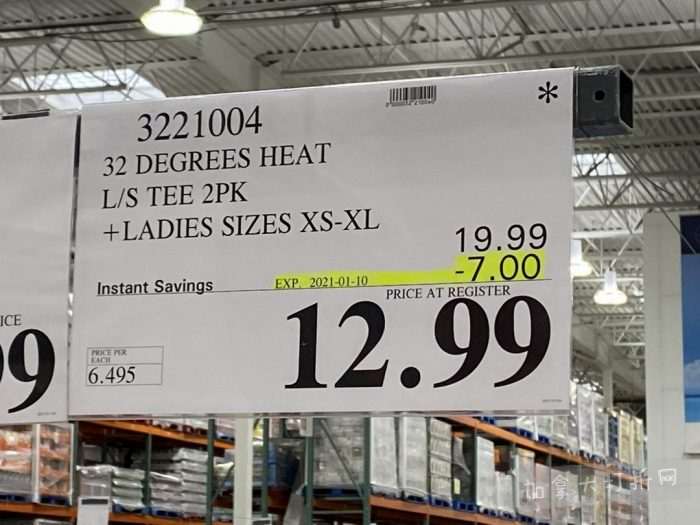 *
3221004
32 DEGREES HEAT
L/S TEE 2PK
+LADIES SIZES XS-XL
19.99
-7.00
Instant Savings
EXP. 2021-01-10
PRICE AT REGISTER
12.99
PRICE PER
EACH
6.495
ICE
99
加拿大打折网